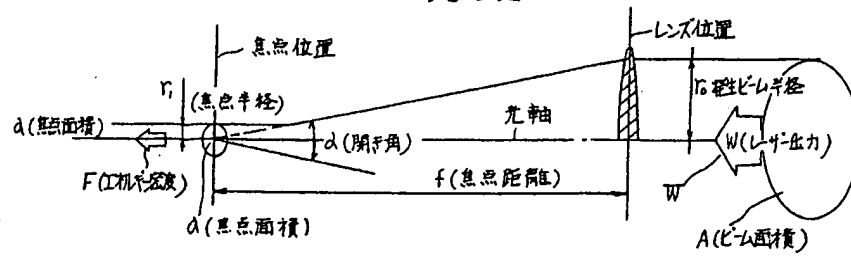 焦点位置
レンズ位置
r₁
(焦点半径)
r₀ 発生ビーム半径
a(焦点面積)
光軸
α(開き角)
W(レーザー出力)
F(エネルギー密度)
f(焦点距離)
W
a(焦点面積)
A(ビーム面積)